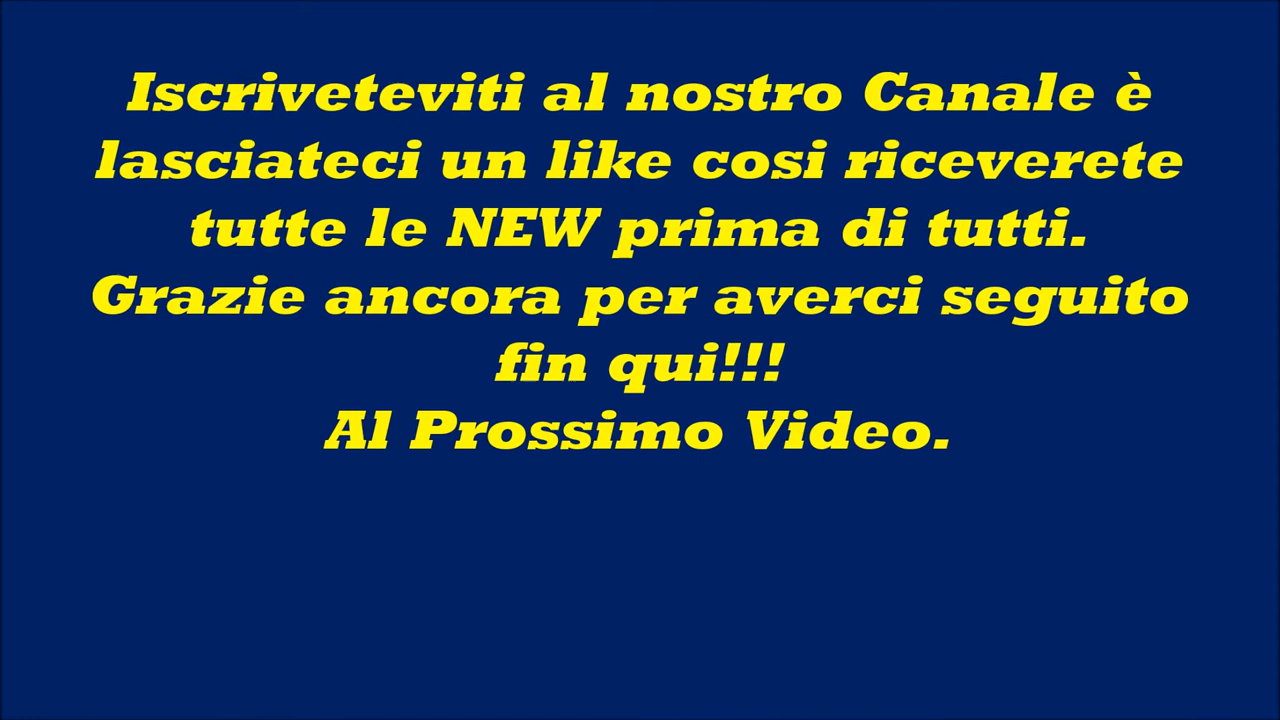 Iscriveteviti al nostro Canale è
lasciateci un like cosi riceverete
tutte le NEW prima di tutti.
Grazie ancora per averci seguito
fin qui!!!
Al Prossimo Video.